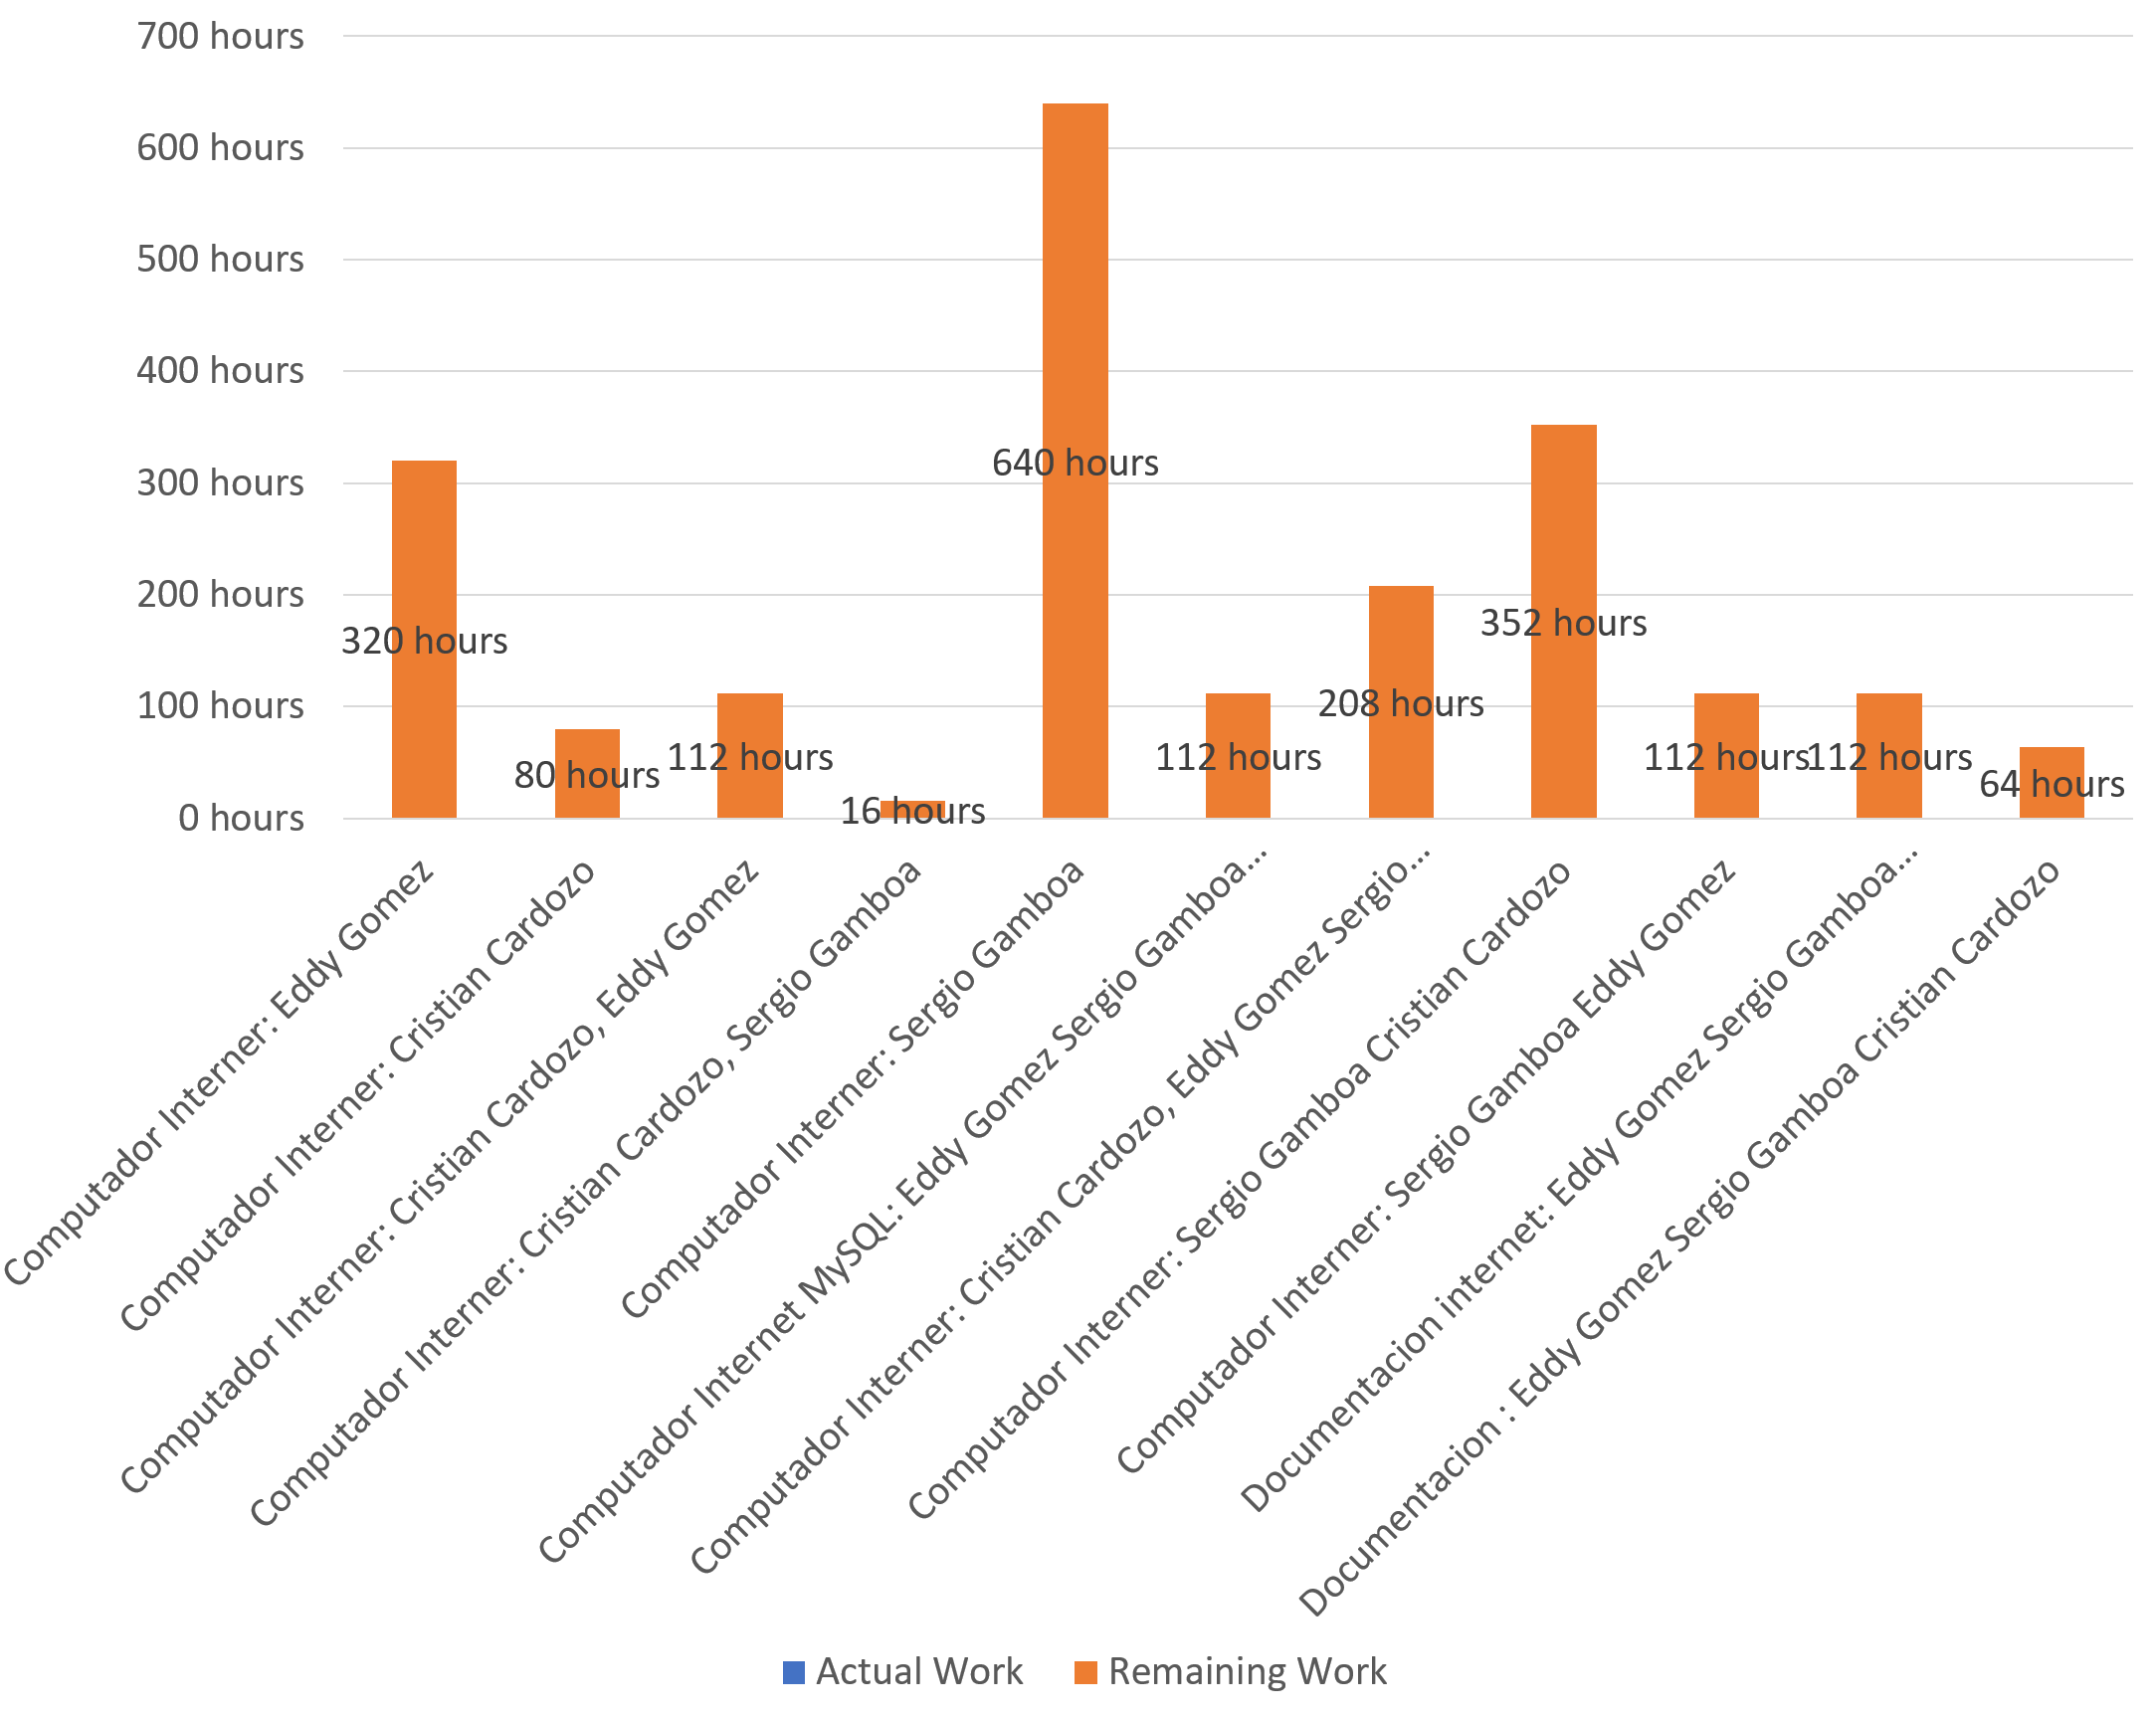 700 hours
600 hours
500 hours
400 hours
300 hours
200 hours
100 hours
0 hours
320 hours
80 hours
112 hours
16 hours
640 hours
112 hours
208 hours
352 hours
112 hours
112 hours
64 hours
Computador Interner: Eddy Gomez
Computador Interner: Cristian Cardozo
Computador Interner: Cristian Cardozo, Eddy Gomez
Computador Interner: Cristian Cardozo, Sergio Gamboa
Computador Interner: Sergio Gamboa
Computador Internet MySQL: Eddy Gomez Sergio Gamboa...
Computador Interner: Cristian Cardozo, Eddy Gomez Sergio...
Computador Interner: Sergio Gamboa Cristian Cardozo
Computador Interner: Sergio Gamboa Eddy Gomez
Documentacion internet: Eddy Gomez Sergio Gamboa...
Documentacion : Eddy Gomez Sergio Gamboa Cristian Cardozo
Actual Work
Remaining Work